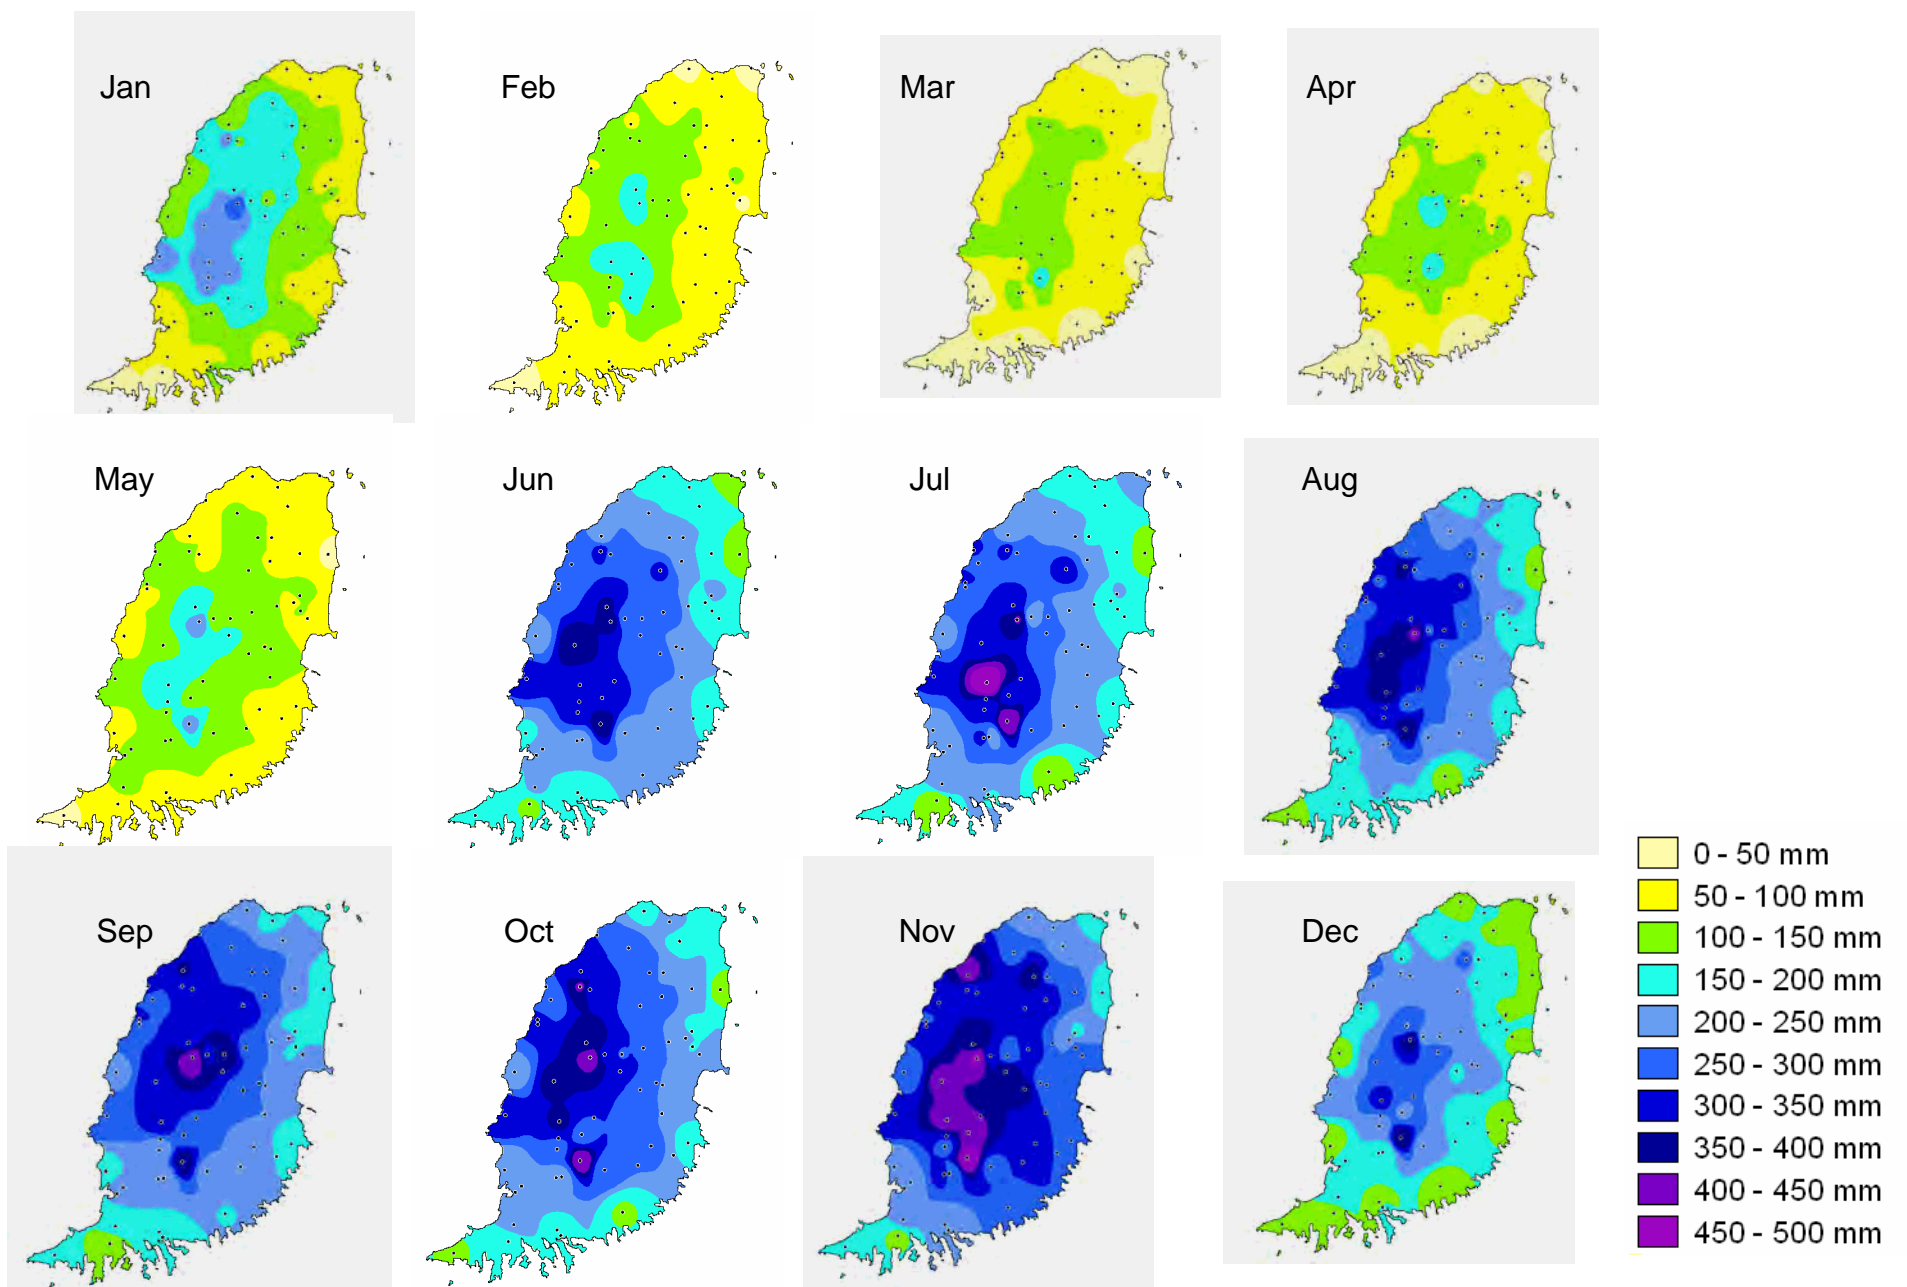 Jan
Feb
Mar
Apr
May
Jun
Jul
Aug
Sep
Oct
Nov
Dec
0 - 50 mm
50 - 100 mm
100 - 150 mm
150 - 200 mm
200 - 250 mm
250 - 300 mm
300 - 350 mm
350 - 400 mm
400 - 450 mm
450 - 500 mm